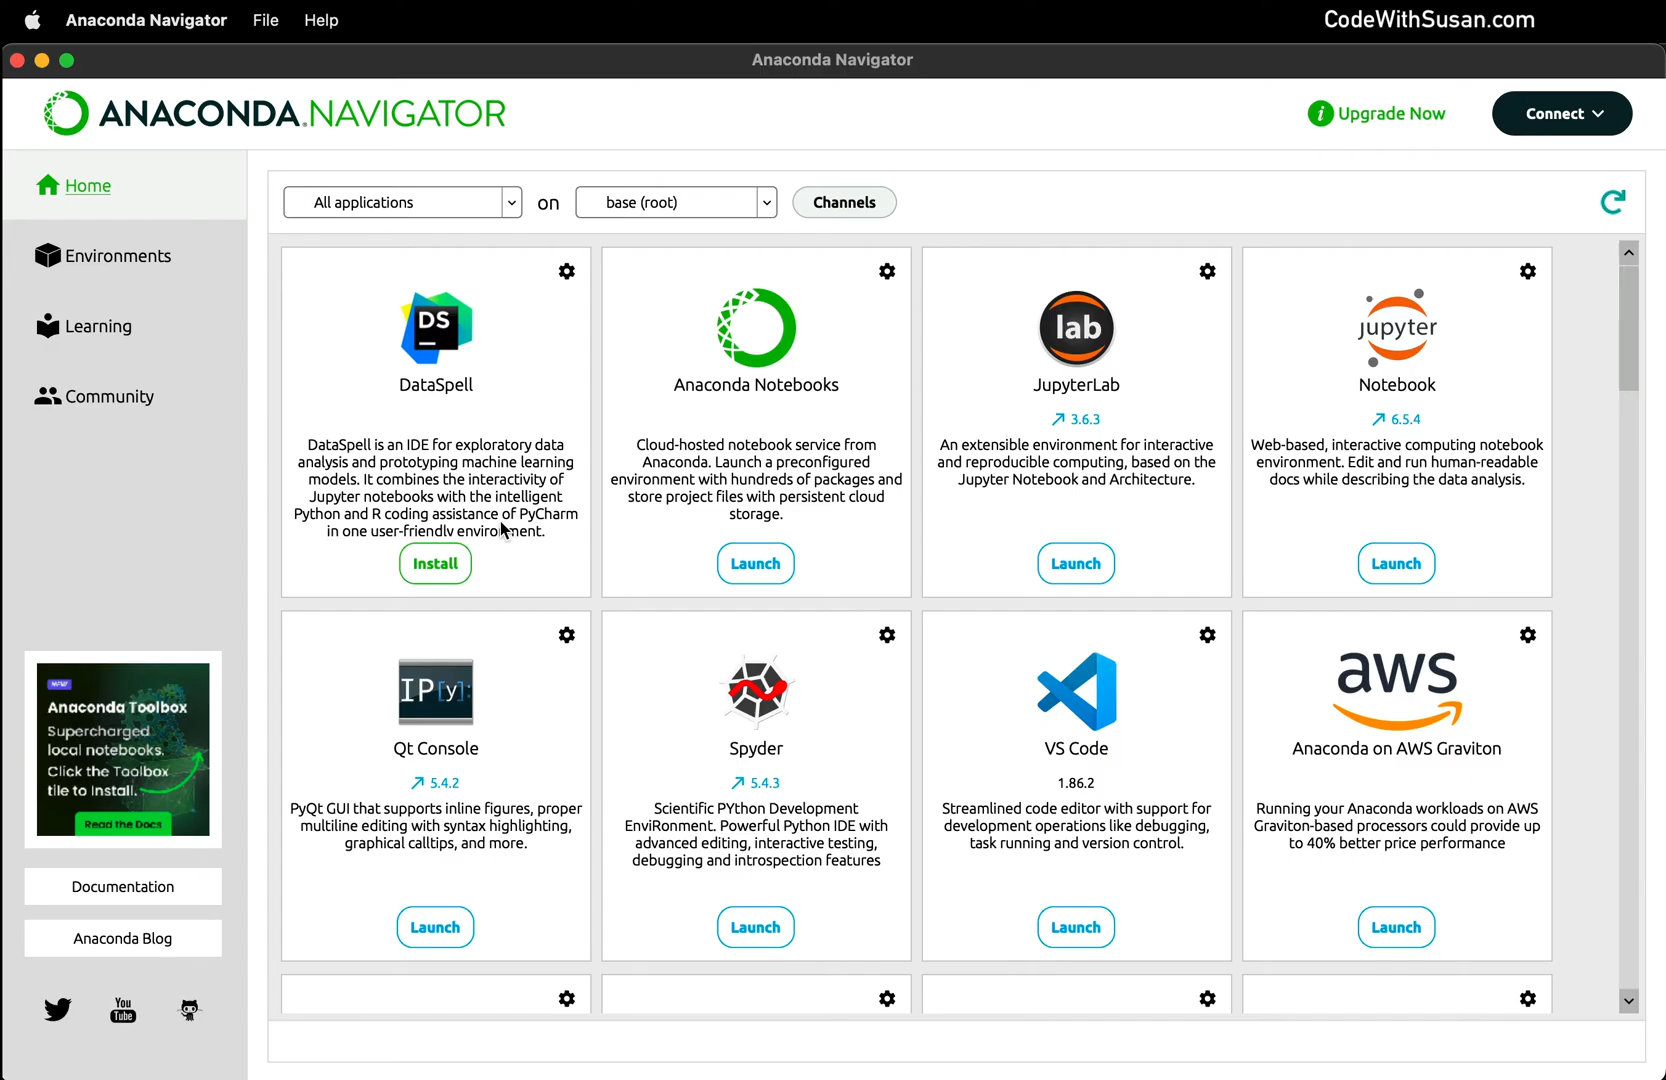 Anaconda Navigator File Help
CodeWithSusan.com
Anaconda Navigator
ANACONDA.NAVIGATOR
i Upgrade Now
Connect
Home
Environments
Learning
Community
All applications on base (root) Channels
DS
DataSpell
DataSpell is an IDE for exploratory data
analysis and prototyping machine learning
models. It combines the interactivity of
Jupyter notebooks with the intelligent
Python and R coding assistance of PyCharm
in one user-friendly environment.
Install
Anaconda Notebooks
Cloud-hosted notebook service from
Anaconda. Launch a preconfigured
environment with hundreds of packages and
store project files with persistent cloud
storage.
Launch
lab
JupyterLab
3.6.3
An extensible environment for interactive
and reproducible computing, based on the
Jupyter Notebook and Architecture.
Launch
jupyter
Notebook
6.5.4
Web-based, interactive computing notebook
environment. Edit and run human-readable
docs while describing the data analysis.
Launch
IP[y]:
Qt Console
5.4.2
PyQt GUI that supports inline figures, proper
multiline editing with syntax highlighting,
graphical calltips, and more.
Launch
Spyder
5.4.3
Scientific PYthon Development
EnviRonment. Powerful Python IDE with
advanced editing, interactive testing,
debugging and introspection features
Launch
VS Code
1.86.2
Streamlined code editor with support for
development operations like debugging,
task running and version control.
Launch
aws
Anaconda on AWS Graviton
Running your Anaconda workloads on AWS
Graviton-based processors could provide up
to 40% better price performance
Launch
NEW
Anaconda Toolbox
Supercharged
local notebooks.
Click the Toolbox
tile to install.
Read the Docs
Documentation
Anaconda Blog
You
Tube